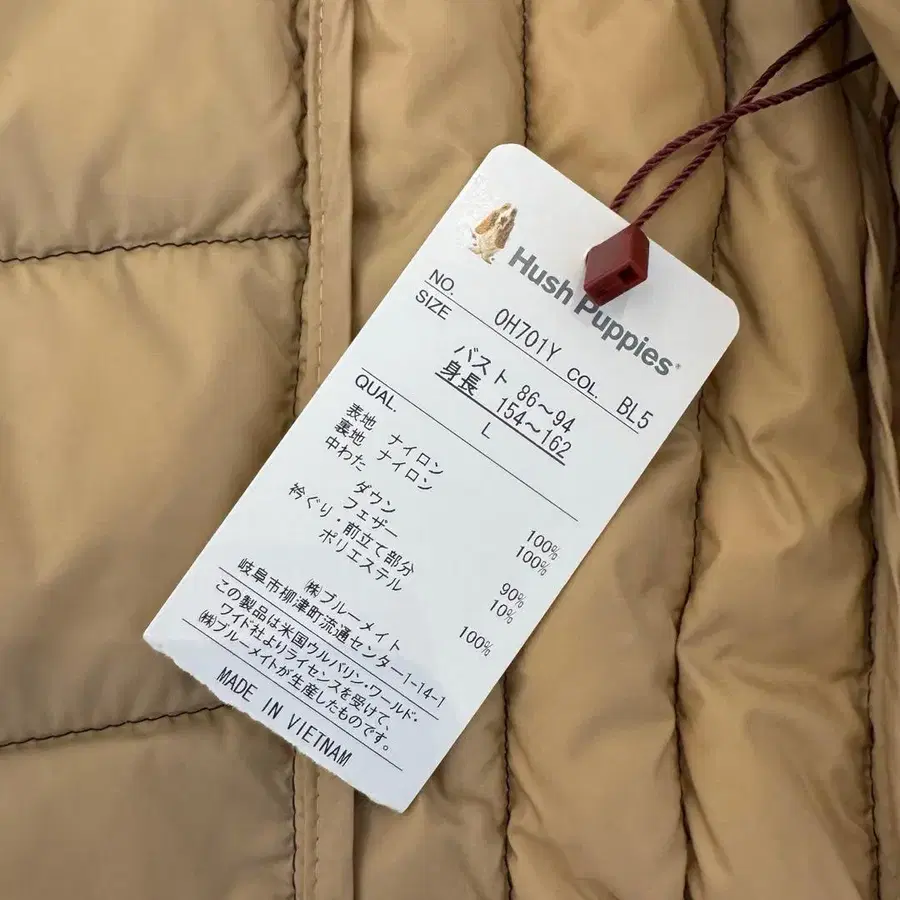 Hush Puppies®
NO. 0H701Y COL. BL5
SIZE
バスト 86～94
身長 154～162
L
QUAL.
表地 ナイロン 100%
裏地 ナイロン 100%
中わた
ダウン 90%
フェザー 10%
衿ぐり・前立て部分
ポリエステル 100%
㈱ブルーメイト
岐阜市柳津町流通センター1-14-1
この製品は米国ウルバリン・ワールド・
ワイド社よりライセンスを受けて、
㈱ブルーメイトが生産したものです。
MADE IN VIETNAM